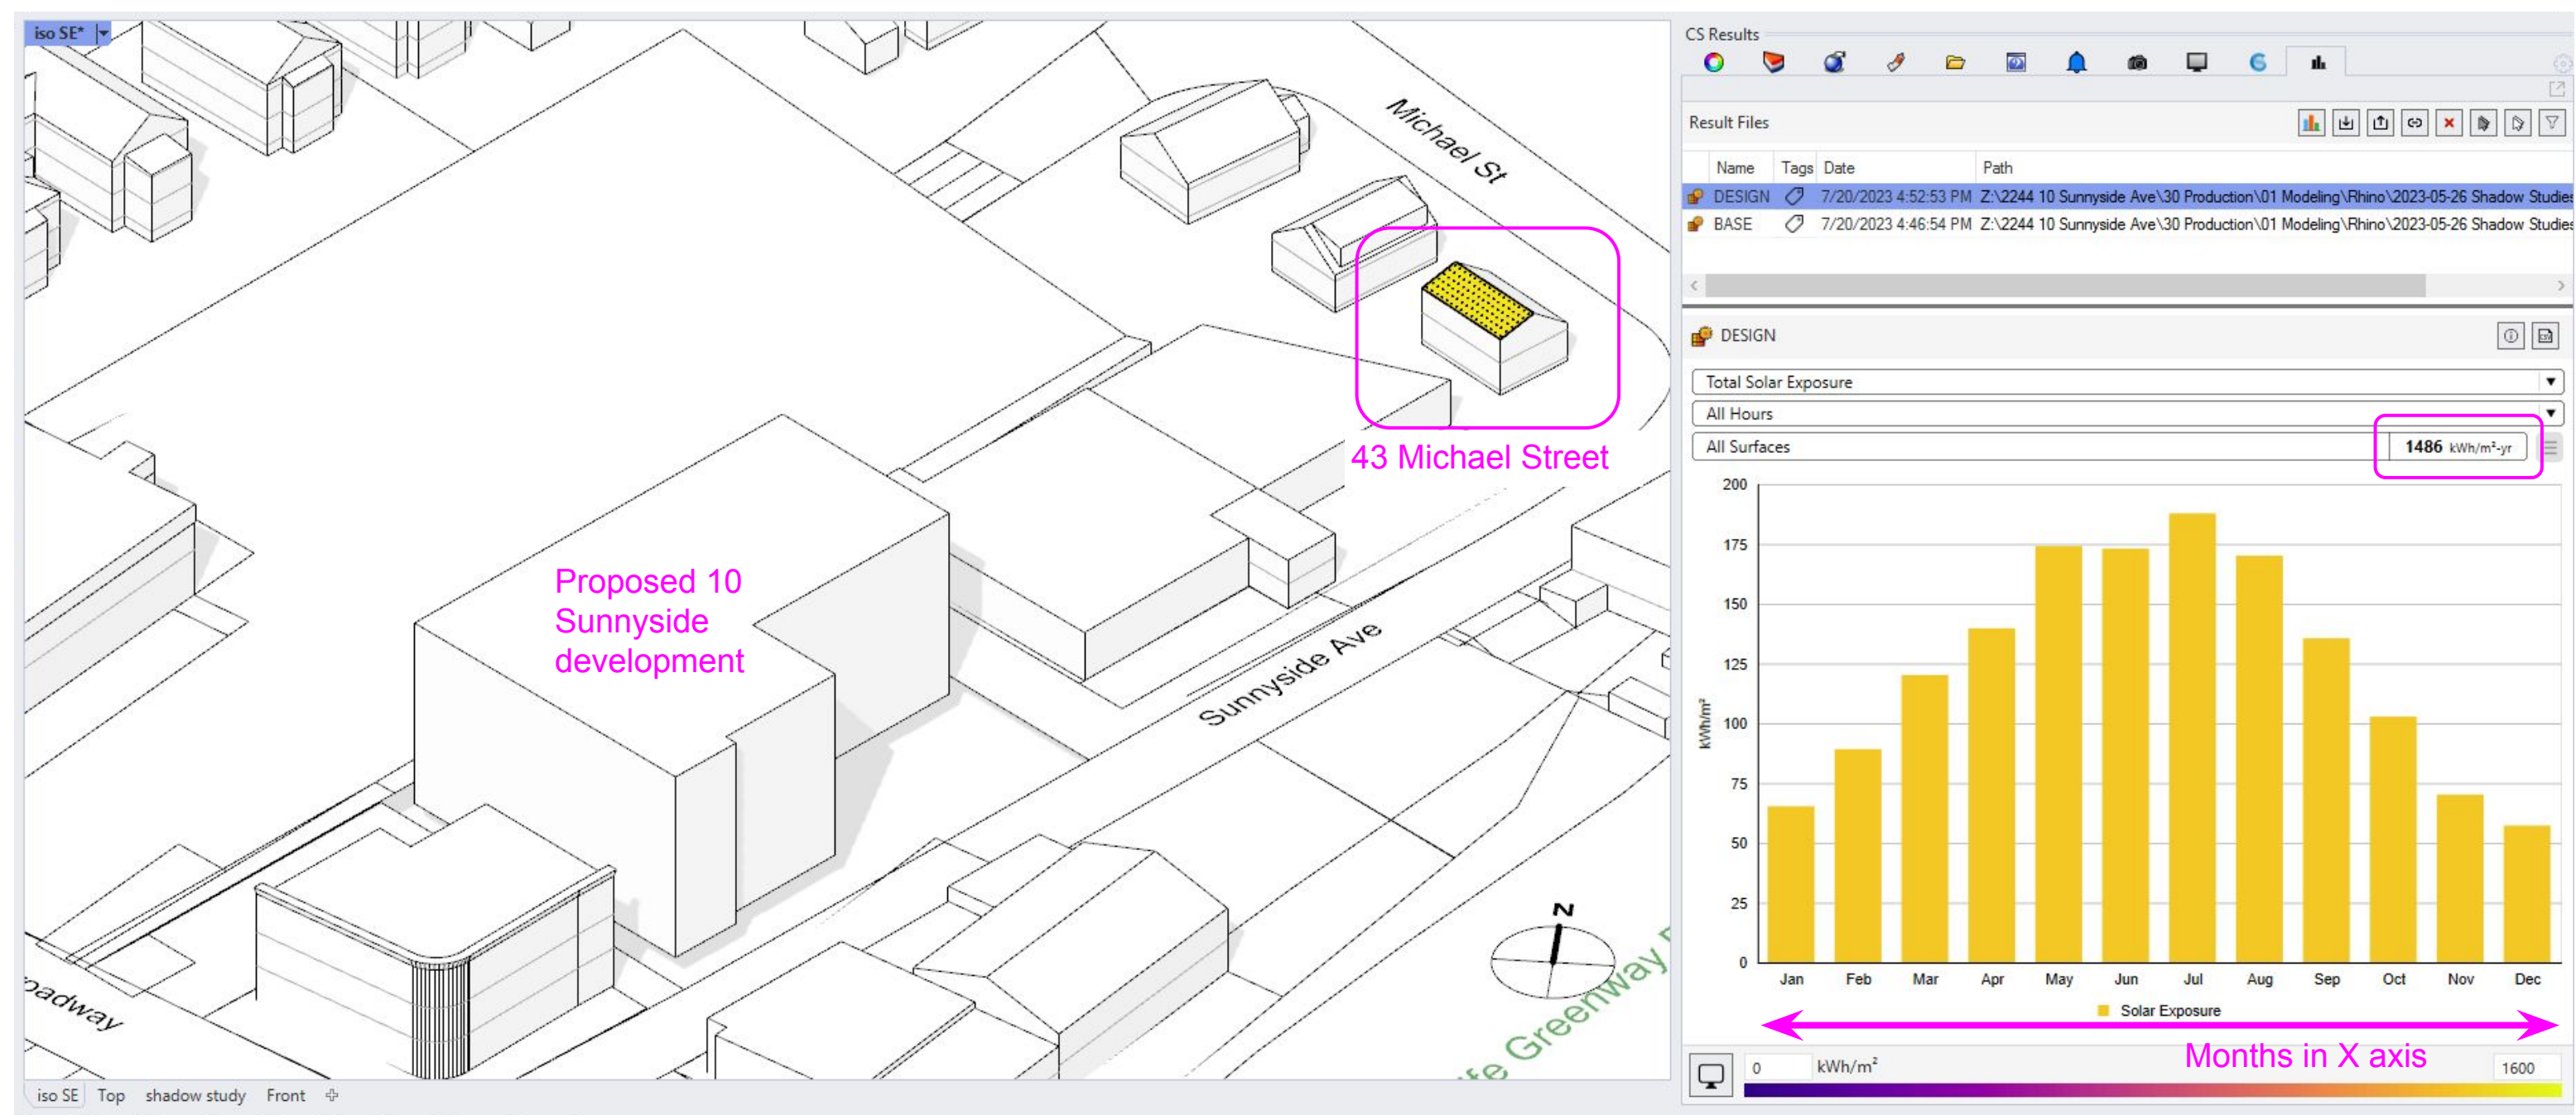 iso SE*
Michael St
43 Michael Street
Proposed 10
Sunnyside
development
Sunnyside Ave
N
Greenway
iso SE Top shadow study Front
CS Results
Result Files
Name Tags Date Path
DESIGN 7/20/2023 4:52:53 PM Z:\2244 10 Sunnyside Ave\30 Production\01 Modeling\Rhino\2023-05-26 Shadow Studies
BASE 7/20/2023 4:46:54 PM Z:\2244 10 Sunnyside Ave\30 Production\01 Modeling\Rhino\2023-05-26 Shadow Studies
DESIGN
Total Solar Exposure
All Hours
All Surfaces 1486 kWh/m²-yr
200
175
150
125
100
75
50
25
0
kWh/m²
Jan Feb Mar Apr May Jun Jul Aug Sep Oct Nov Dec
Solar Exposure
Months in X axis
0 kWh/m² 1600